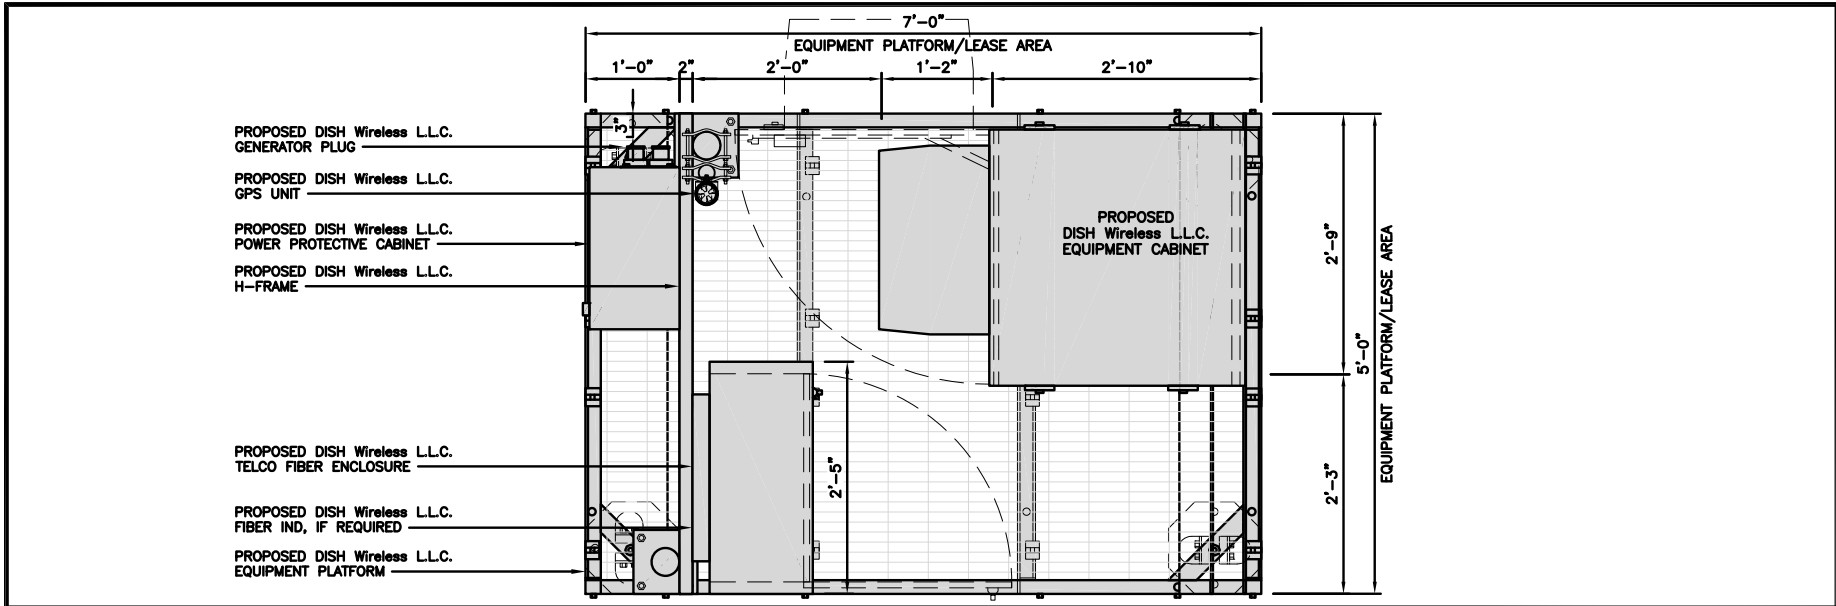 7'-0"
EQUIPMENT PLATFORM/LEASE AREA
1'-0"
2"
2'-0"
1'-2"
2'-10"
3"
PROPOSED DISH Wireless L.L.C.
GENERATOR PLUG
PROPOSED DISH Wireless L.L.C.
GPS UNIT
PROPOSED DISH Wireless L.L.C.
POWER PROTECTIVE CABINET
PROPOSED DISH Wireless L.L.C.
H-FRAME
PROPOSED DISH Wireless L.L.C.
TELCO FIBER ENCLOSURE
PROPOSED DISH Wireless L.L.C.
FIBER IND, IF REQUIRED
PROPOSED DISH Wireless L.L.C.
EQUIPMENT PLATFORM
PROPOSED
DISH Wireless L.L.C.
EQUIPMENT CABINET
2'-5"
2'-9"
2'-3"
5'-0"
EQUIPMENT PLATFORM/LEASE AREA